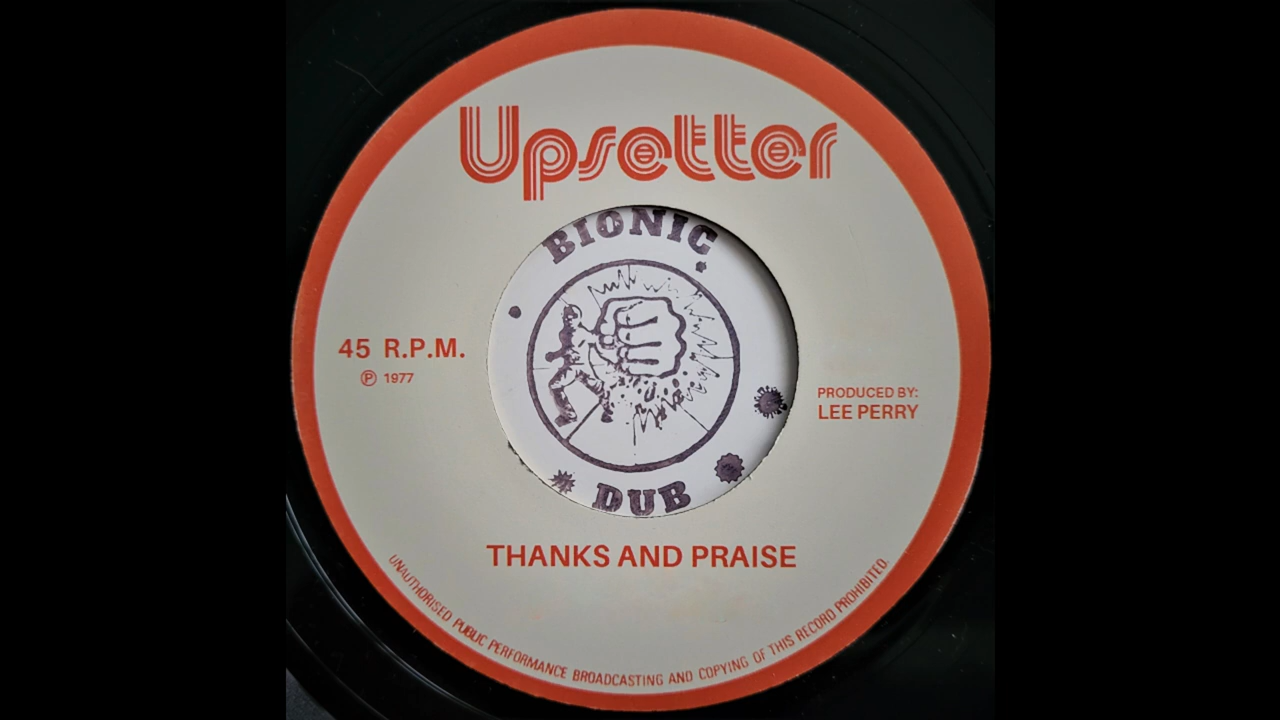 Upsetter
BIONIC
45 R.P.M.
℗ 1977
PRODUCED BY:
LEE PERRY
DUB
THANKS AND PRAISE
UNAUTHORISED PUBLIC PERFORMANCE BROADCASTING AND COPYING OF THIS RECORD PROHIBITED